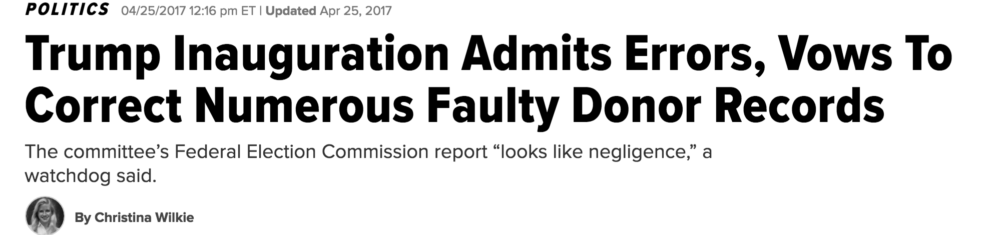 POLITICS 04/25/2017 12:16 pm ET | Updated Apr 25, 2017
Trump Inauguration Admits Errors, Vows To
Correct Numerous Faulty Donor Records
The committee’s Federal Election Commission report “looks like negligence,” a
watchdog said.
By Christina Wilkie